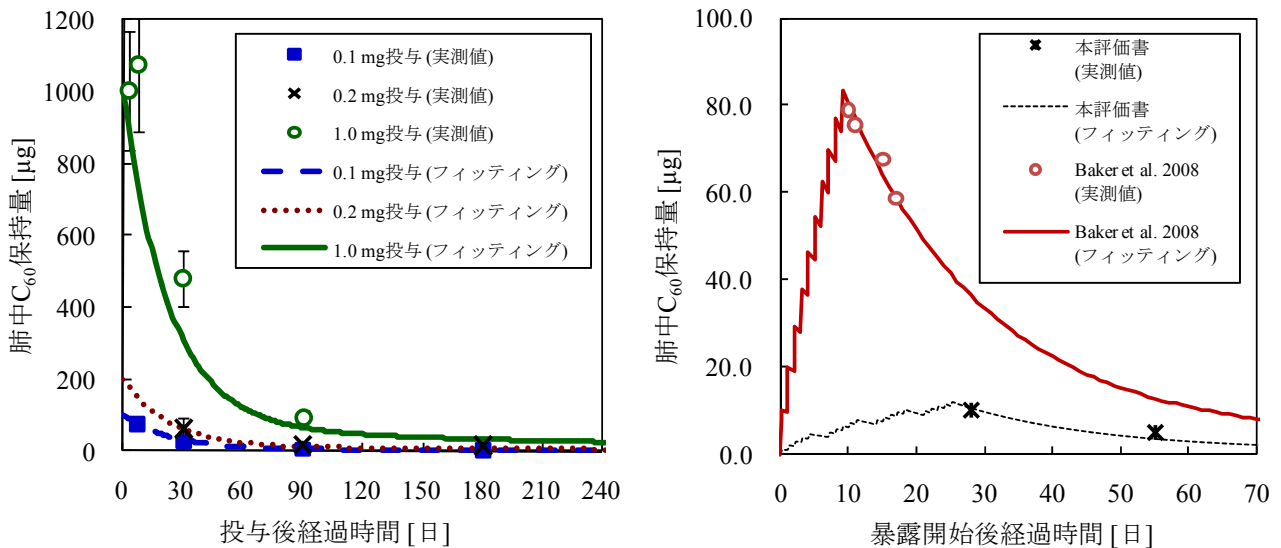 1200
1000
800
600
400
200
0
肺中C₆₀保持量 [μg]
0.1 mg投与 (実測値)
0.2 mg投与 (実測値)
1.0 mg投与 (実測値)
0.1 mg投与 (フィッティング)
0.2 mg投与 (フィッティング)
1.0 mg投与 (フィッティング)
0 30 60 90 120 150 180 210 240
投与後経過時間 [日]
100.0
80.0
60.0
40.0
20.0
0.0
肺中C₆₀保持量 [μg]
本評価書
(実測値)
本評価書
(フィッティング)
Baker et al. 2008
(実測値)
Baker et al. 2008
(フィッティング)
0 10 20 30 40 50 60 70
暴露開始後経過時間 [日]